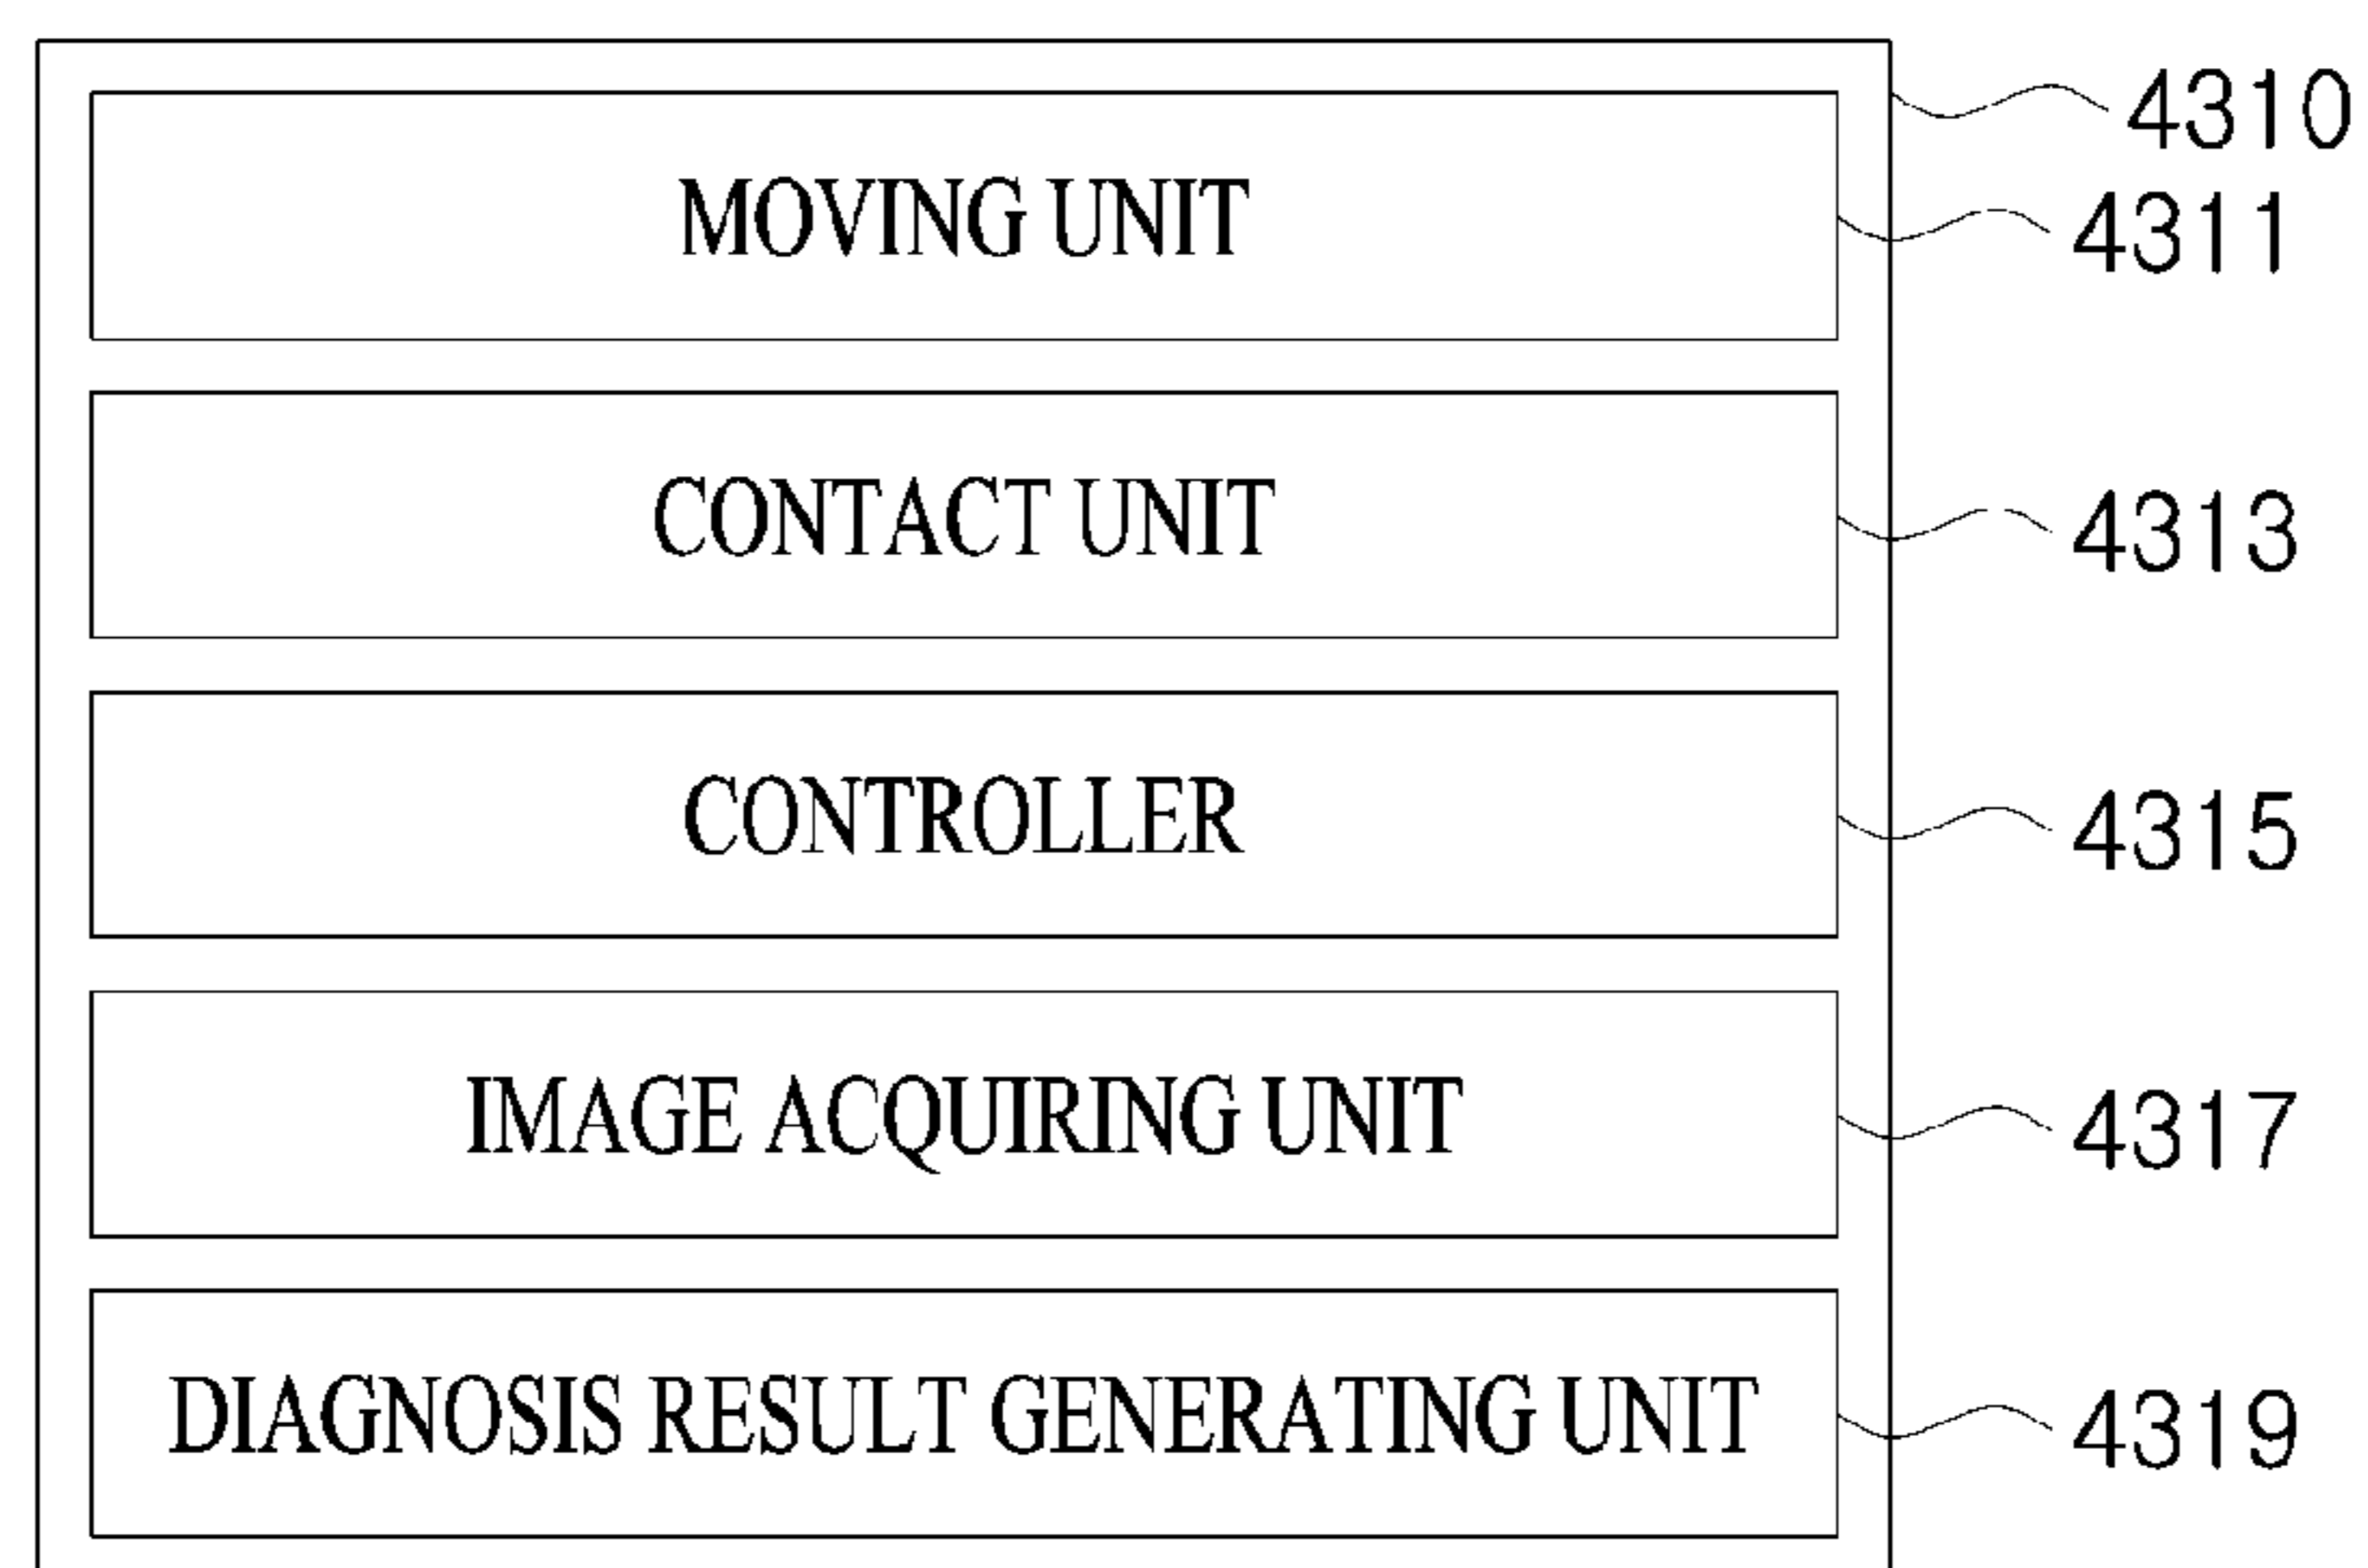 4310
MOVING UNIT 4311
CONTACT UNIT 4313
CONTROLLER 4315
IMAGE ACQUIRING UNIT 4317
DIAGNOSIS RESULT GENERATING UNIT 4319